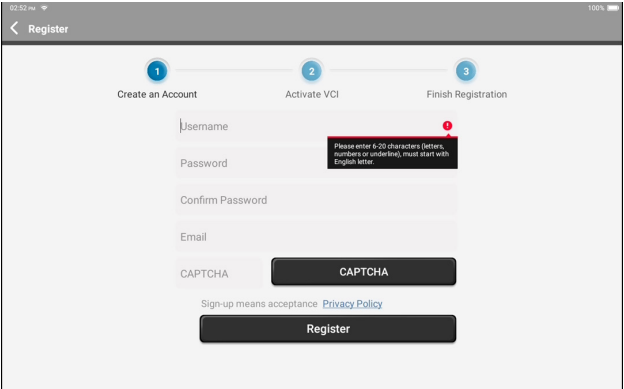 02:52 PM 100%
Register
1 2 3
Create an Account Activate VCI Finish Registration
Username
Please enter 6-20 characters (letters,
numbers or underline), must start with
English letter.
Password
Confirm Password
Email
CAPTCHA CAPTCHA
Sign-up means acceptance Privacy Policy
Register